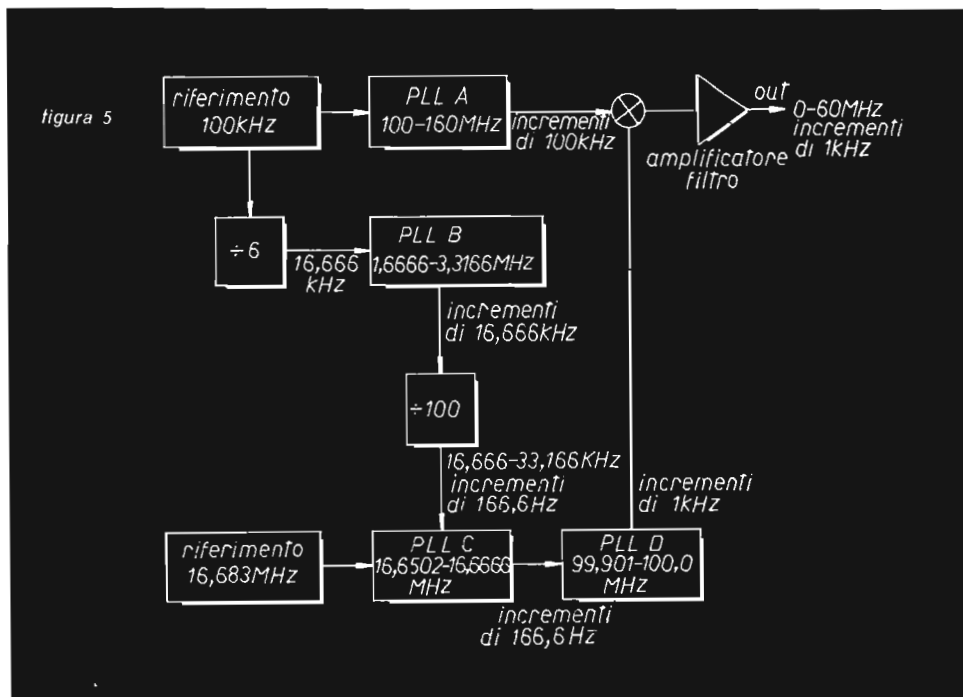 figura 5
riferimento
100KHZ
PLL A
100-160MHZ
incrementi
di 100kHz
out
0-60MHz
incrementi
di 1kHz
amplificatore
filtro
÷6
16,666
kHz
PLL B
1,6666-3,3166MHz
incrementi
di 16,666KHz
÷100
16,666-33,166KHz
incrementi
di 166,6Hz
incrementi
di 1kHz
riferimento
16,683MHz
PLL C
16,6502-16,6666
MHz
PLL D
99,901-100,0
MHz
incrementi
di 166,6Hz